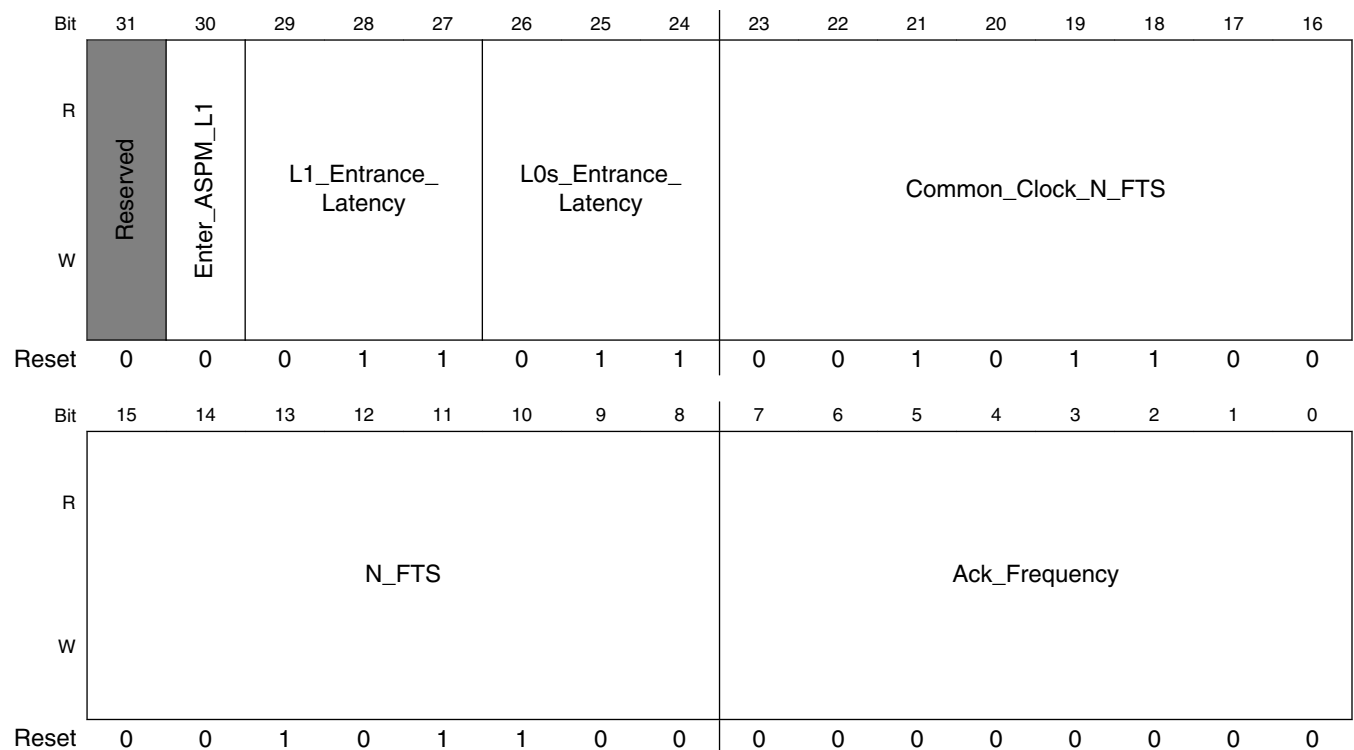 Bit 31 30 29 28 27 26 25 24 23 22 21 20 19 18 17 16
R
W
Reserved
Enter_ASPM_L1
L1_Entrance_
Latency
L0s_Entrance_
Latency
Common_Clock_N_FTS
Reset 0 0 0 1 1 0 1 1 0 0 1 0 1 1 0 0
Bit 15 14 13 12 11 10 9 8 7 6 5 4 3 2 1 0
R
W
N_FTS
Ack_Frequency
Reset 0 0 1 0 1 1 0 0 0 0 0 0 0 0 0 0